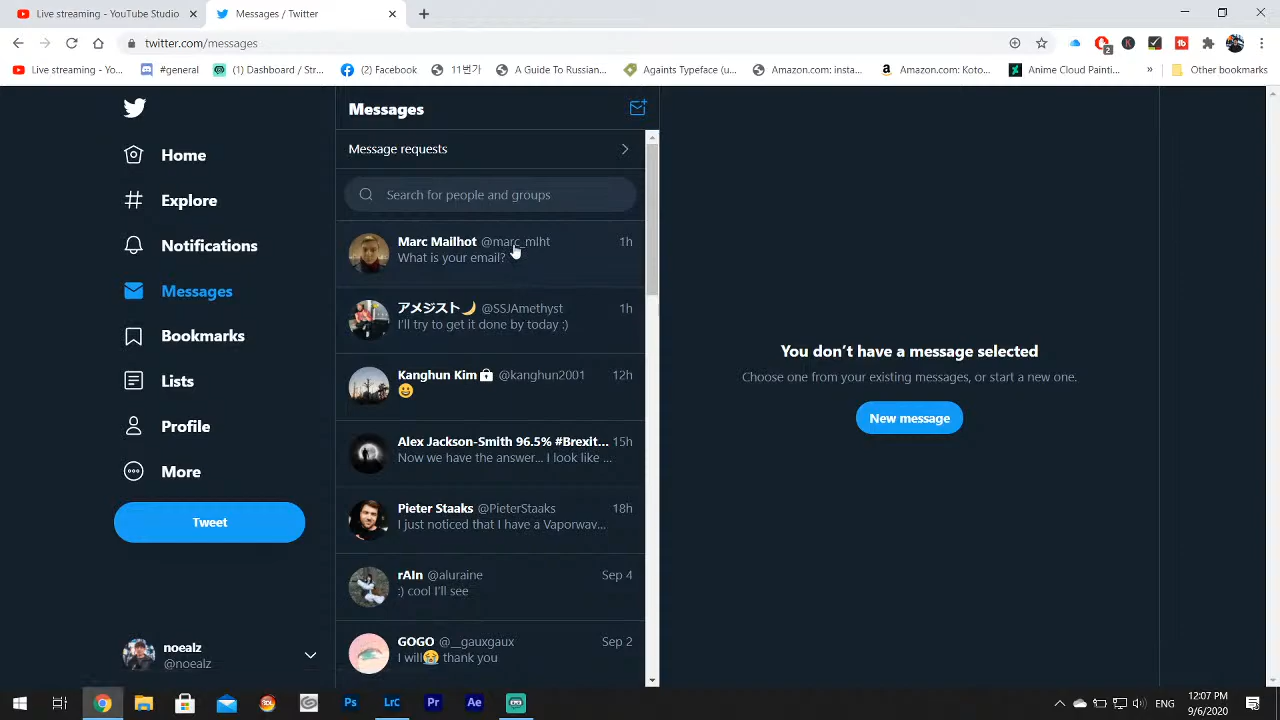 Live streaming - YouTube Studio
Messages / Twitter
twitter.com/messages
2
Live streaming - Yo...
#general
(1) Dashboard / Str...
(2) Facebook
11번가
A Guide To Russian...
Againts Typeface (u...
Amazon.com: insta...
Amazon.com: Koto...
Anime Cloud Painti...
Other bookmarks
Home
Explore
Notifications
Messages
Bookmarks
Lists
Profile
More
Tweet
noealz
@noealz
Messages
Message requests
Search for people and groups
Marc Mailhot @marc_mlht 1h
What is your email?
アメジスト🌙 @SSJAmethyst 1h
I'll try to get it done by today :)
Kanghun Kim @kanghun2001 12h
😀
Alex Jackson-Smith 96.5% #Brexit... 15h
Now we have the answer... I look like ...
Pieter Staaks @PieterStaaks 18h
I just noticed that I have a Vaporwav...
rAIn @aluraine Sep 4
:) cool I'll see
GOGO @__gauxgaux Sep 2
I will😭 thank you
You don't have a message selected
Choose one from your existing messages, or start a new one.
New message
Ps
Lrc
Pr
Ae
ENG
12:07 PM
9/6/2020